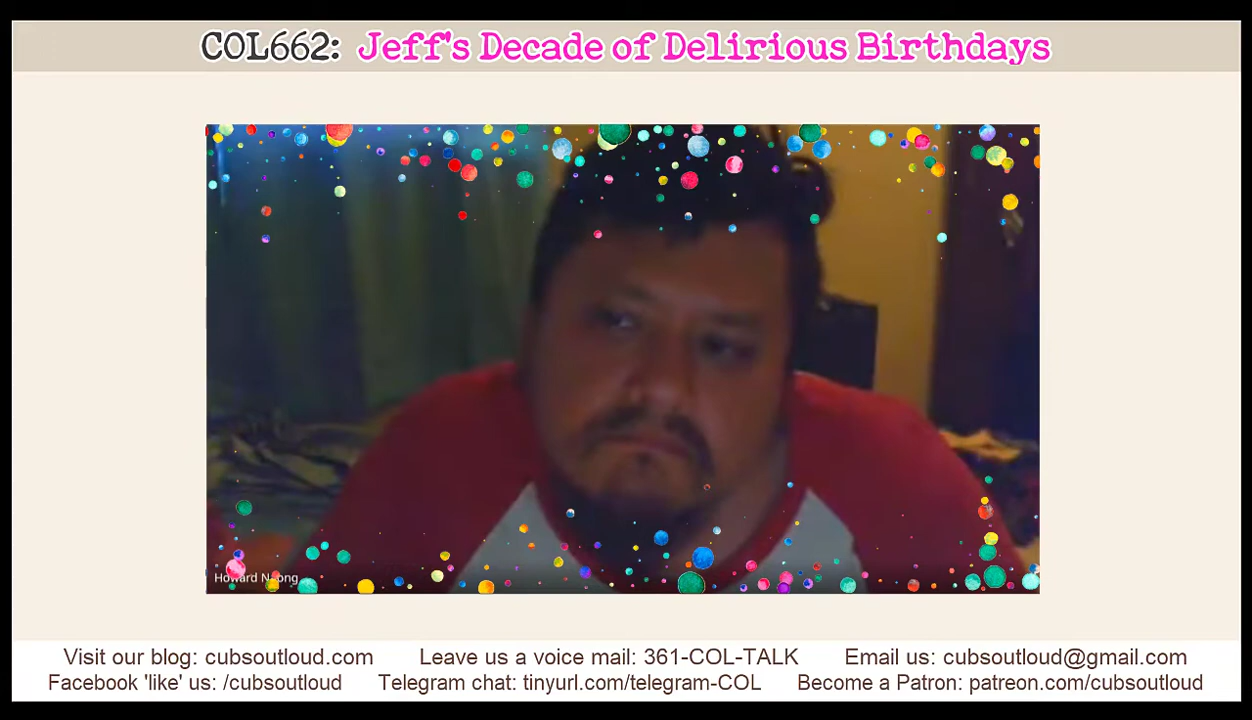 COL662: Jeff's Decade of Delirious Birthdays
Howard
Visit our blog: cubsoutloud.com Leave us a voice mail: 361-COL-TALK Email us: cubsoutloud@gmail.com
Facebook 'like' us: /cubsoutloud Telegram chat: tinyurl.com/telegram-COL Become a Patron: patreon.com/cubsoutloud